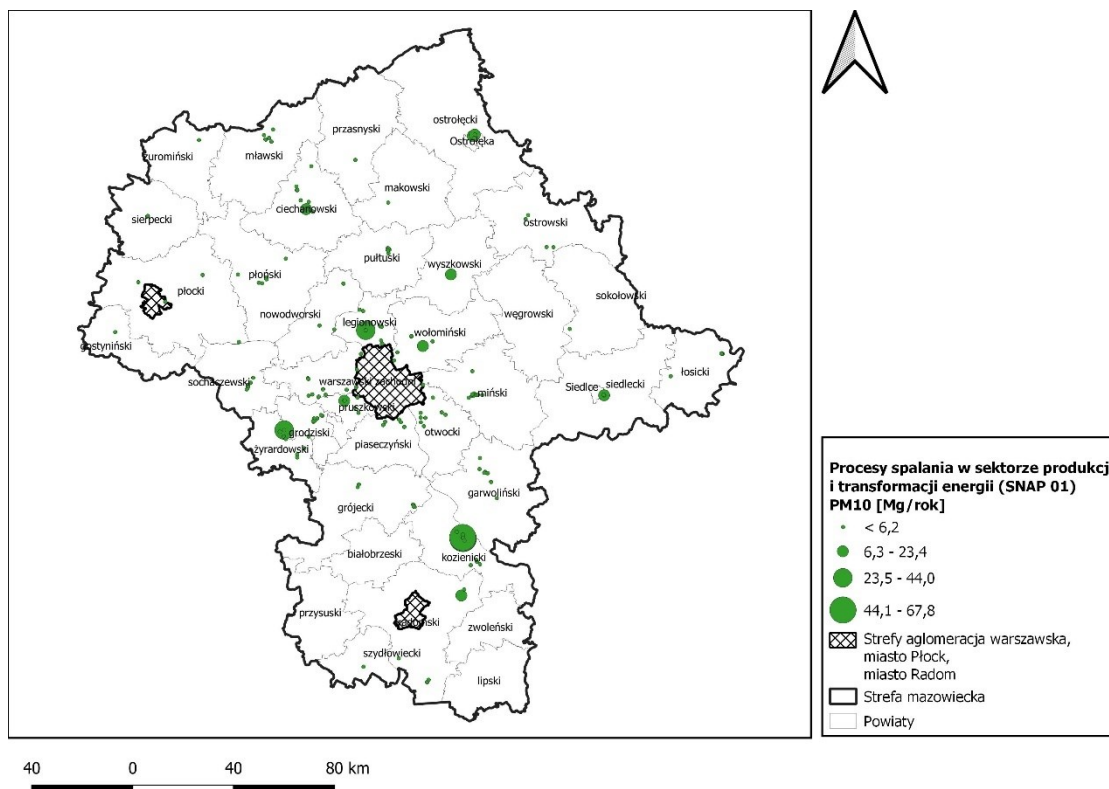 ostrołęcki
Ostrołęka
przasnyski
żuromiński
mławski
makowski
ciechanowski
sierpecki
ostrowski
pułtuski
wyszkowski
płoński
płocki
sokołowski
nowodworski
legionowski
węgrowski
wołomiński
gostyniński
łosicki
sochaczewski
warszawski zachodni
miński
Siedlce
siedlecki
pruszkowski
otwocki
grodziski
piaseczyński
żyrardowski
garwoliński
grójecki
białobrzeski
kozienicki
przysuski
radomski
zwoleński
szydłowiecki
lipski
Procesy spalania w sektorze produkcj
i transformacji energii (SNAP 01)
PM10 [Mg/rok]
< 6,2
6,3 - 23,4
23,5 - 44,0
44,1 - 67,8
Strefy aglomeracja warszawska,
miasto Płock,
miasto Radom
Strefa mazowiecka
Powiaty
40 0 40 80 km